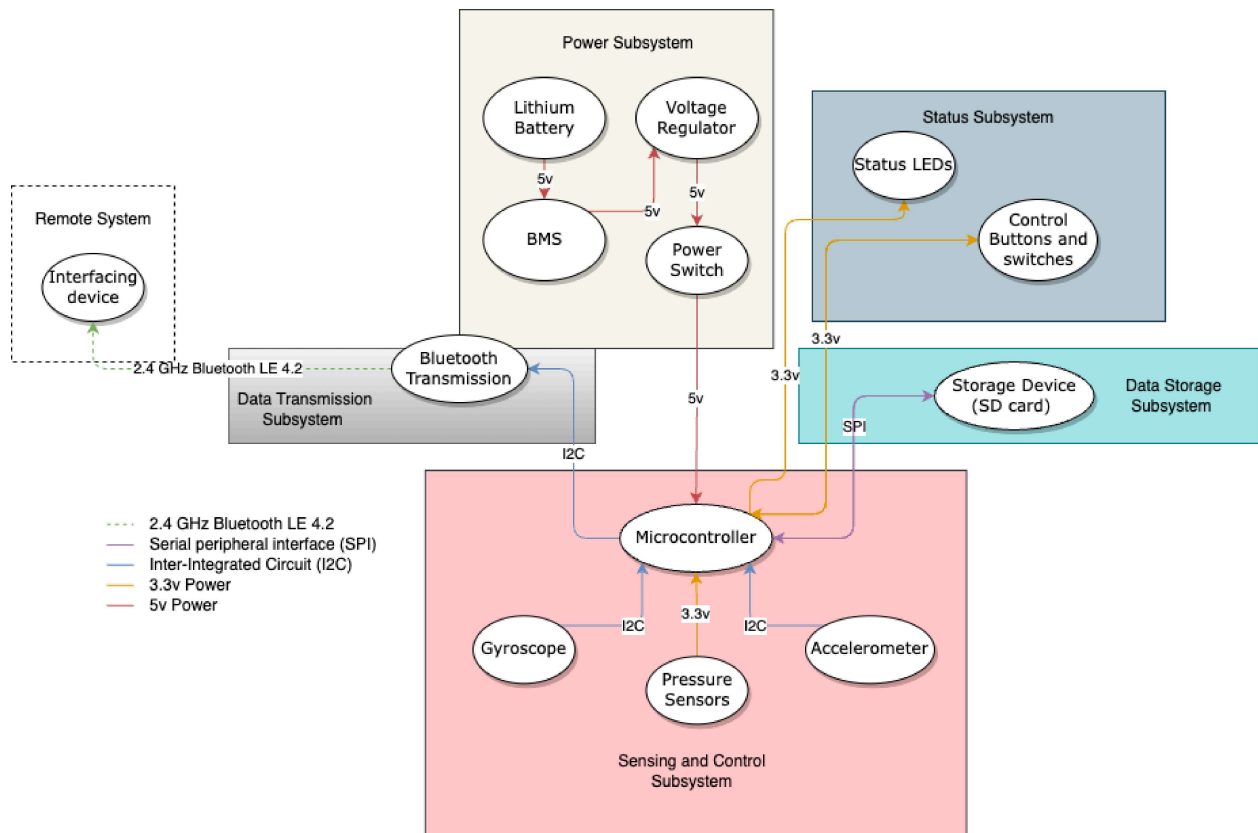 Power Subsystem
Lithium
Battery
Voltage
Regulator
5v
5v
5v
BMS
Power
Switch
Status Subsystem
Status LEDs
Control
Buttons and
switches
Remote System
Interfacing
device
2.4 GHz Bluetooth LE 4.2
Bluetooth
Transmission
Data Transmission
Subsystem
3.3v
3.3v
5v
Storage Device
(SD card)
Data Storage
Subsystem
SPI
I2C
2.4 GHz Bluetooth LE 4.2
Serial peripheral interface (SPI)
Inter-Integrated Circuit (I2C)
3.3v Power
5v Power
Microcontroller
I2C
3.3v
I2C
Gyroscope
Pressure
Sensors
Accelerometer
Sensing and Control
Subsystem